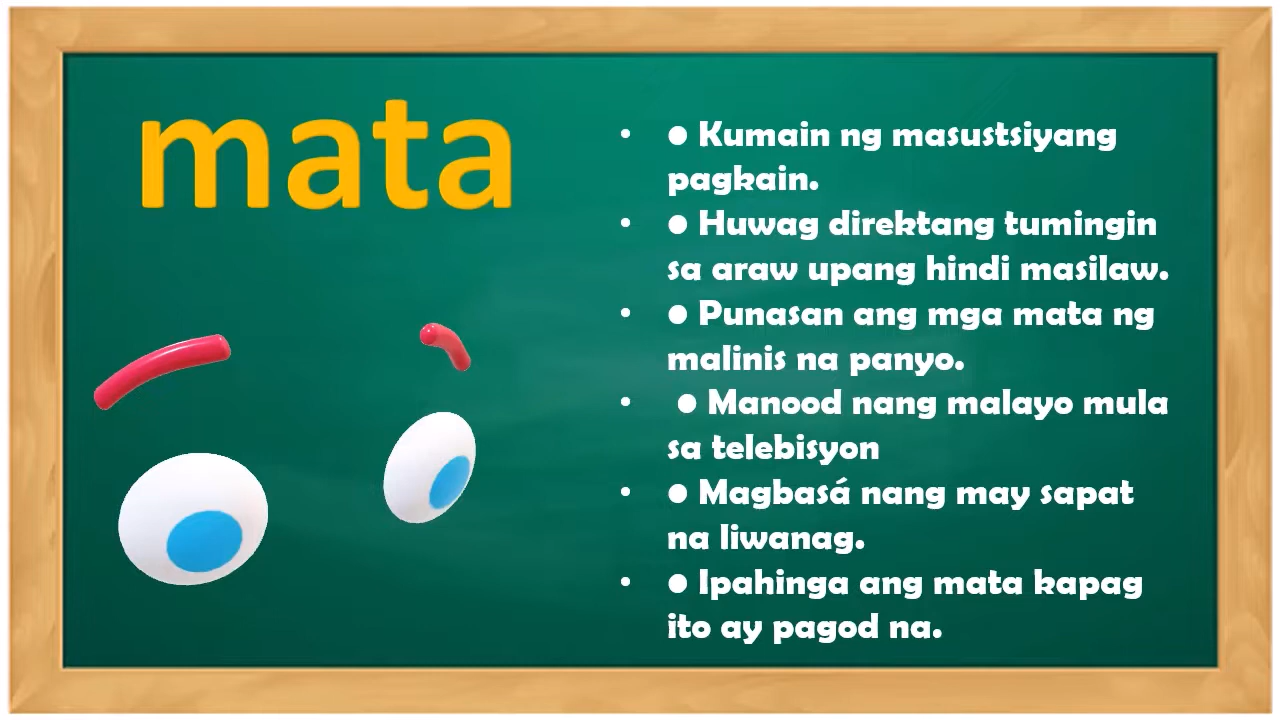 mata
• ● Kumain ng masustsiyang
pagkain.
• ● Huwag direktang tumingin
sa araw upang hindi masilaw.
• ● Punasan ang mga mata ng
malinis na panyo.
• ● Manood nang malayo mula
sa telebisyon
• ● Magbasá nang may sapat
na liwanag.
• ● Ipahinga ang mata kapag
ito ay pagod na.